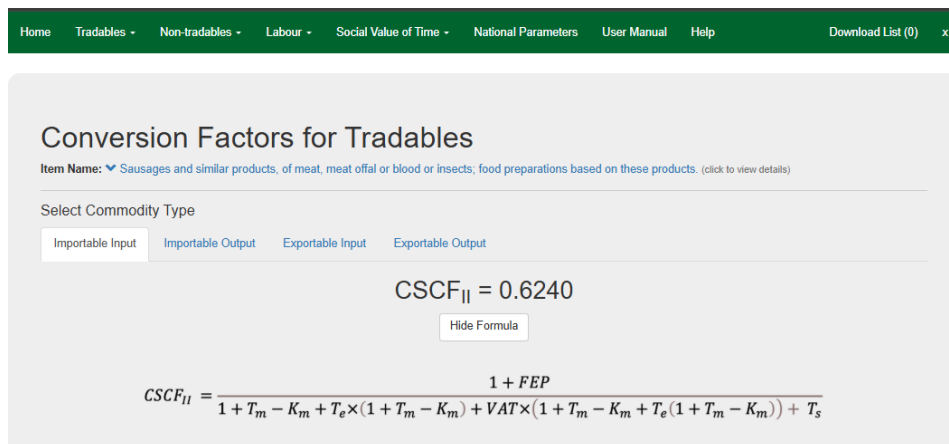 Home Tradables Non-tradables Labour Social Value of Time National Parameters User Manual Help Download List (0) x
Conversion Factors for Tradables
Item Name: Sausages and similar products, of meat, meat offal or blood or insects; food preparations based on these products. (click to view details)
Select Commodity Type
Importable Input Importable Output Exportable Input Exportable Output
CSCF_II = 0.6240
Hide Formula
1 + FEP
CSCF_II =
1 + T_m − K_m + T_e×(1 + T_m − K_m) + VAT×(1 + T_m − K_m + T_e(1 + T_m − K_m)) + T_s